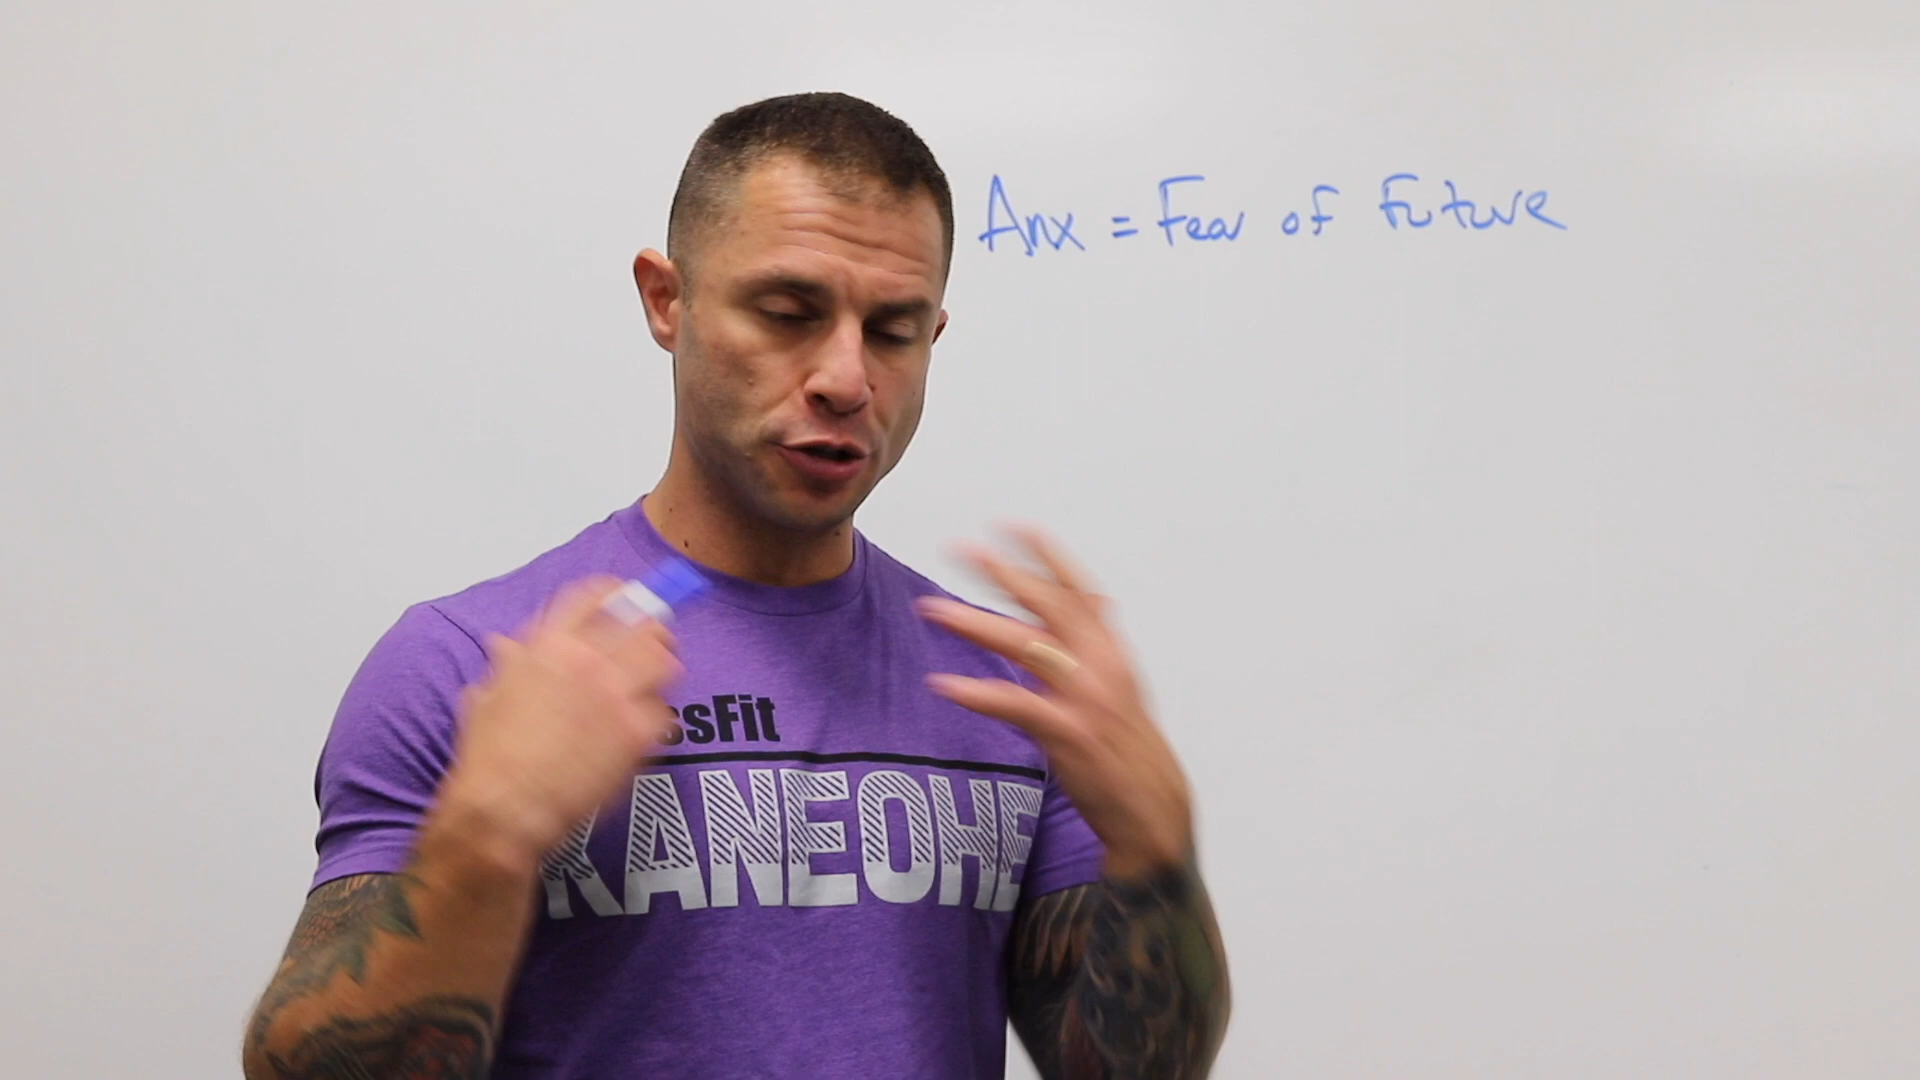 Anx = Fear of Future
ssFit
KANEOHE